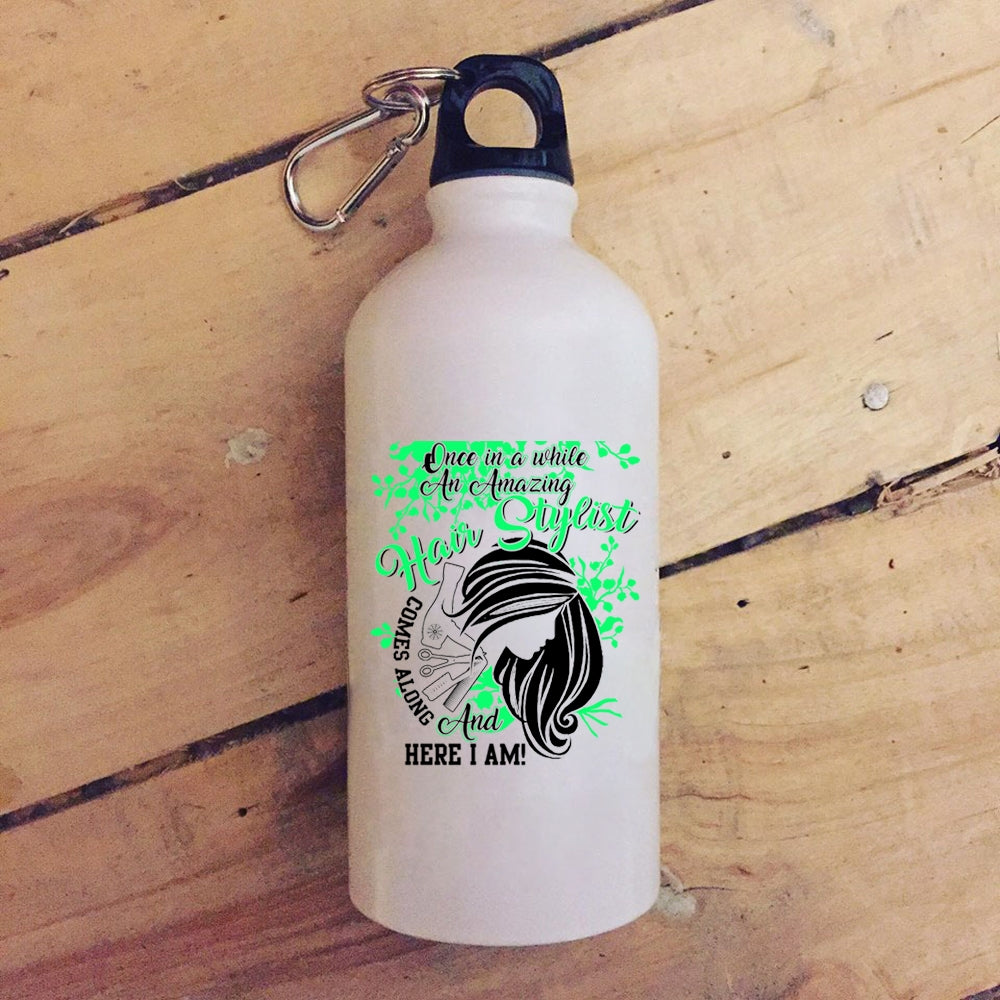 Once in a while
An Amazing
Hair Stylist
COMES ALONG
And
HERE I AM!